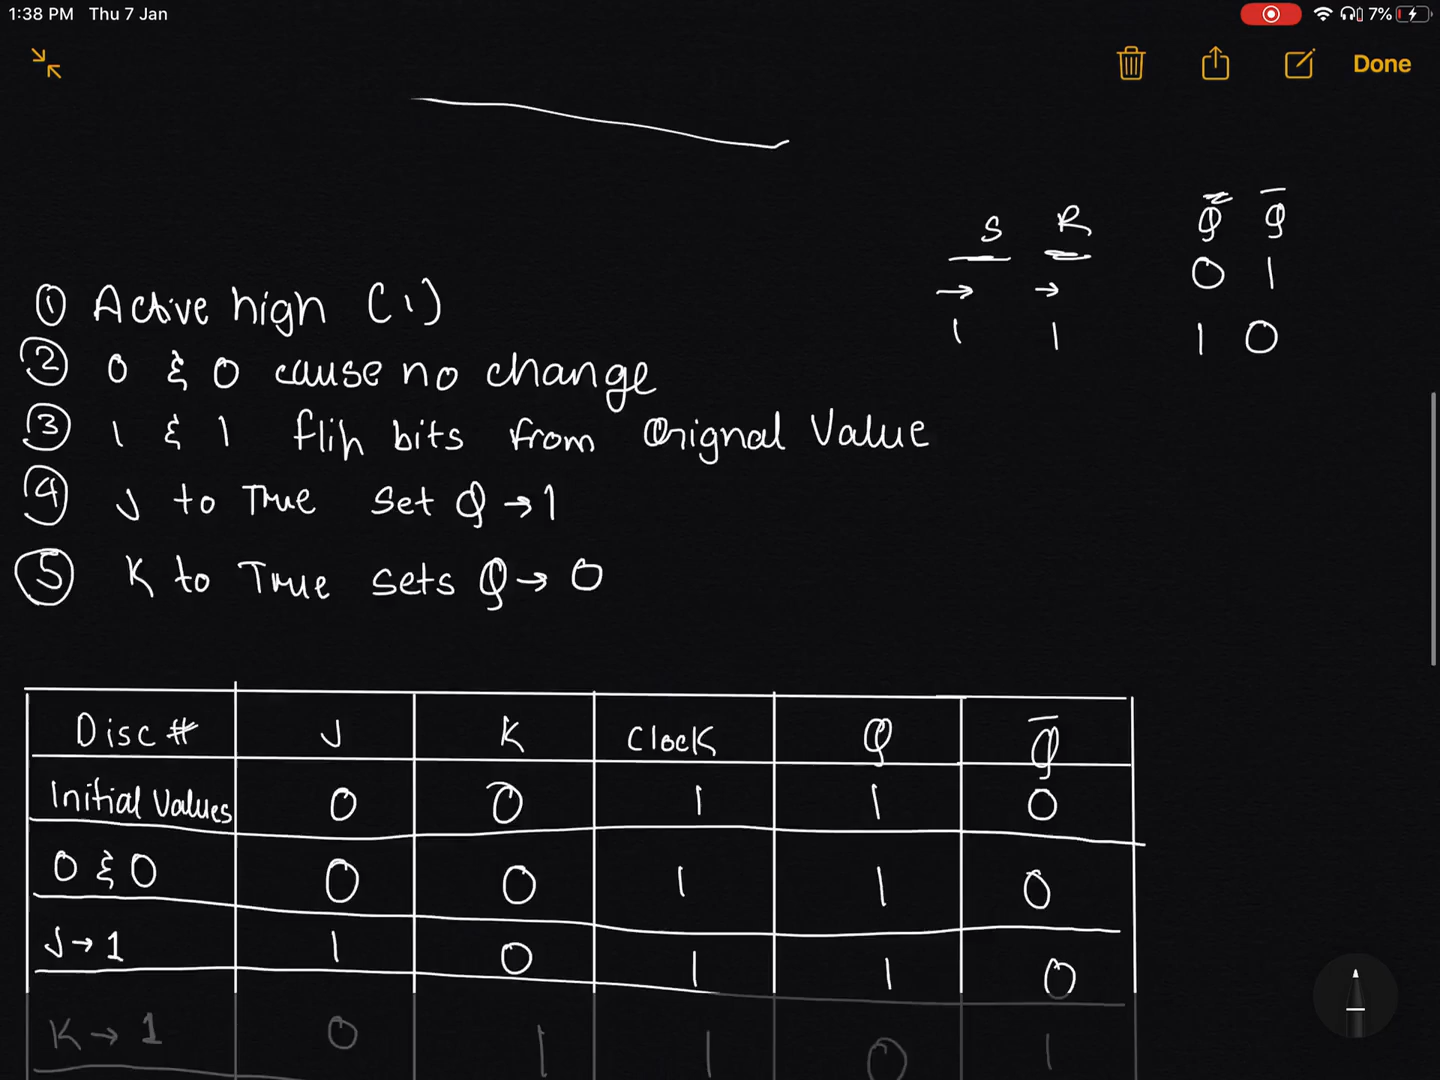 1:38 PM Thu 7 Jan 7%
Done
S R Q Q̅
0 1
→ →
1 1 1 0
① Active high (1)
② 0 & 0 cause no change
③ 1 & 1 flip bits from Orignal Value
④ J to True Set Q → 1
⑤ K to True Sets Q → 0
Disc # J K Clock Q Q̅
Initial Values 0 0 1 1 0
0 & 0 0 0 1 1 0
J → 1 1 0 1 1 0
K → 1 0 1 1 0 1